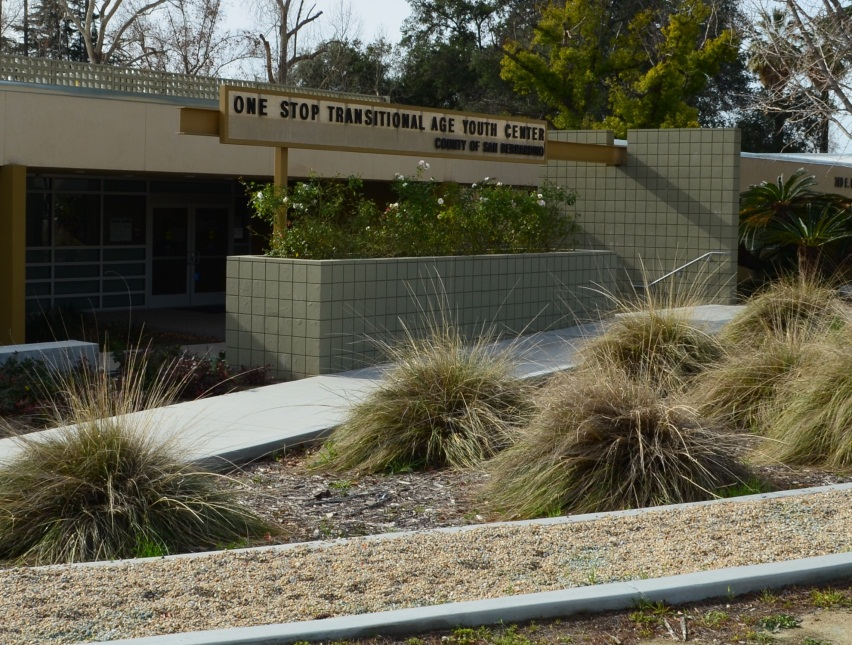 ONE STOP TRANSITIONAL AGE YOUTH CENTER
COUNTY OF SAN BERNARDINO